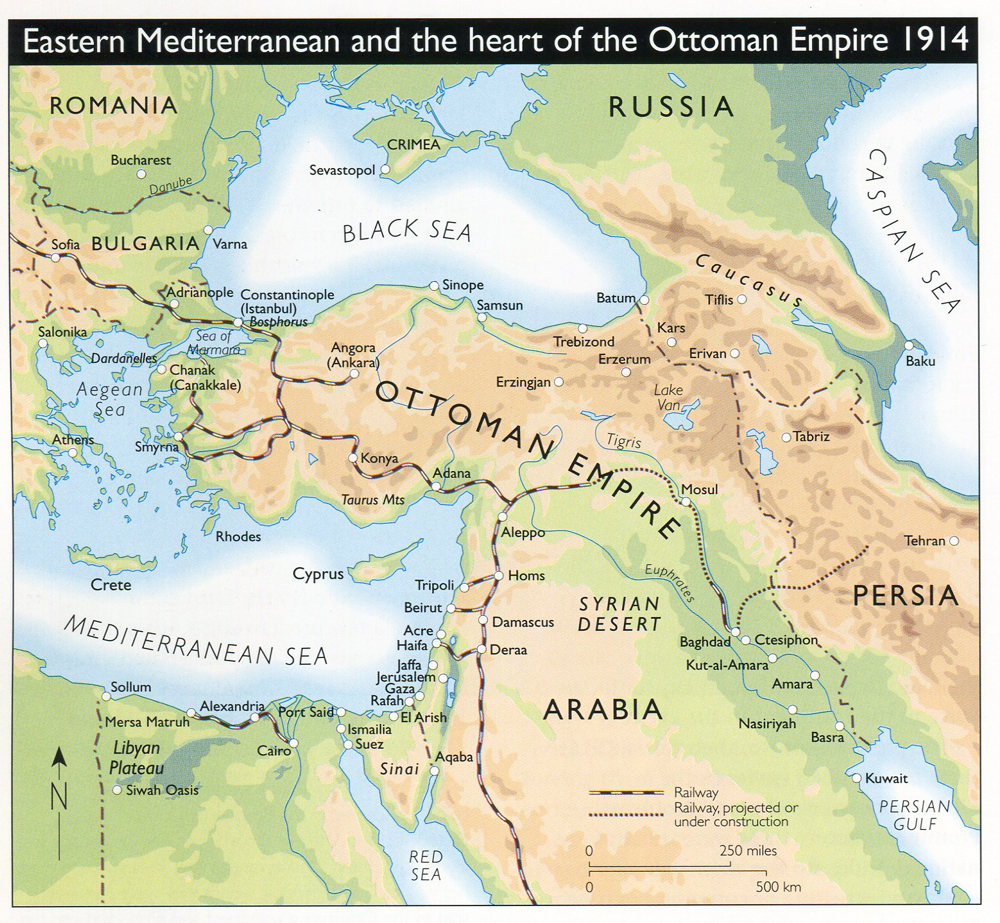 Eastern Mediterranean and the heart of the Ottoman Empire 1914
ROMANIA
RUSSIA
CRIMEA
Bucharest
Sevastopol
Danube
CASPIAN SEA
BLACK SEA
Sofia
BULGARIA
Varna
Caucasus
Sinope
Adrianople
Constantinople
(Istanbul)
Bosphorus
Samsun
Batum
Tiflis
Salonika
Sea of
Marmara
Trebizond
Kars
Dardanelles
Angora
(Ankara)
Erzerum
Erivan
Baku
Chanak
(Canakkale)
Erzingjan
Aegean
Sea
OTTOMAN EMPIRE
Lake
Van
Athens
Smyrna
Tigris
Tabriz
Konya
Adana
Taurus Mts
Mosul
Rhodes
Aleppo
Tehran
Crete
Cyprus
Tripoli
Homs
Euphrates
PERSIA
Beirut
SYRIAN
DESERT
MEDITERRANEAN SEA
Damascus
Acre
Haifa
Deraa
Baghdad
Ctesiphon
Jaffa
Jerusalem
Kut-al-Amara
Gaza
Amara
Sollum
Rafah
Alexandria
Port Said
El Arish
ARABIA
Mersa Matruh
Nasiriyah
Ismailia
Basra
Cairo
Suez
Libyan
Plateau
Aqaba
Sinai
Kuwait
Siwah Oasis
N
Railway
Railway, projected or
under construction
PERSIAN
GULF
RED
SEA
0 250 miles
0 500 km